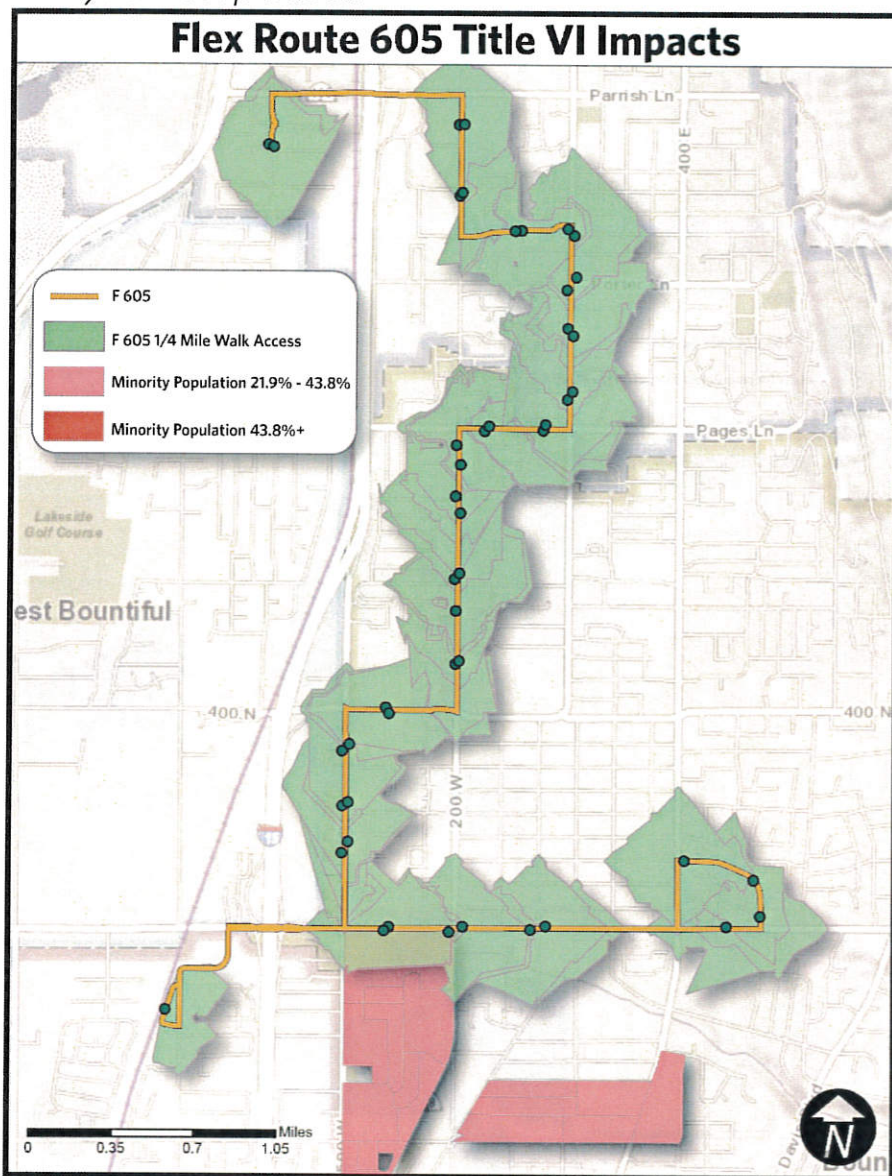 Flex Route 605 Title VI Impacts
Parrish Ln
400 E
F 605
F 605 1/4 Mile Walk Access
Minority Population 21.9% - 43.8%
Minority Population 43.8%+
Porter Ln
Pages Ln
Lakeside
Golf Course
est Bountiful
400 N
400 N
200 W
15
Miles
0 0.35 0.7 1.05
N
Boun